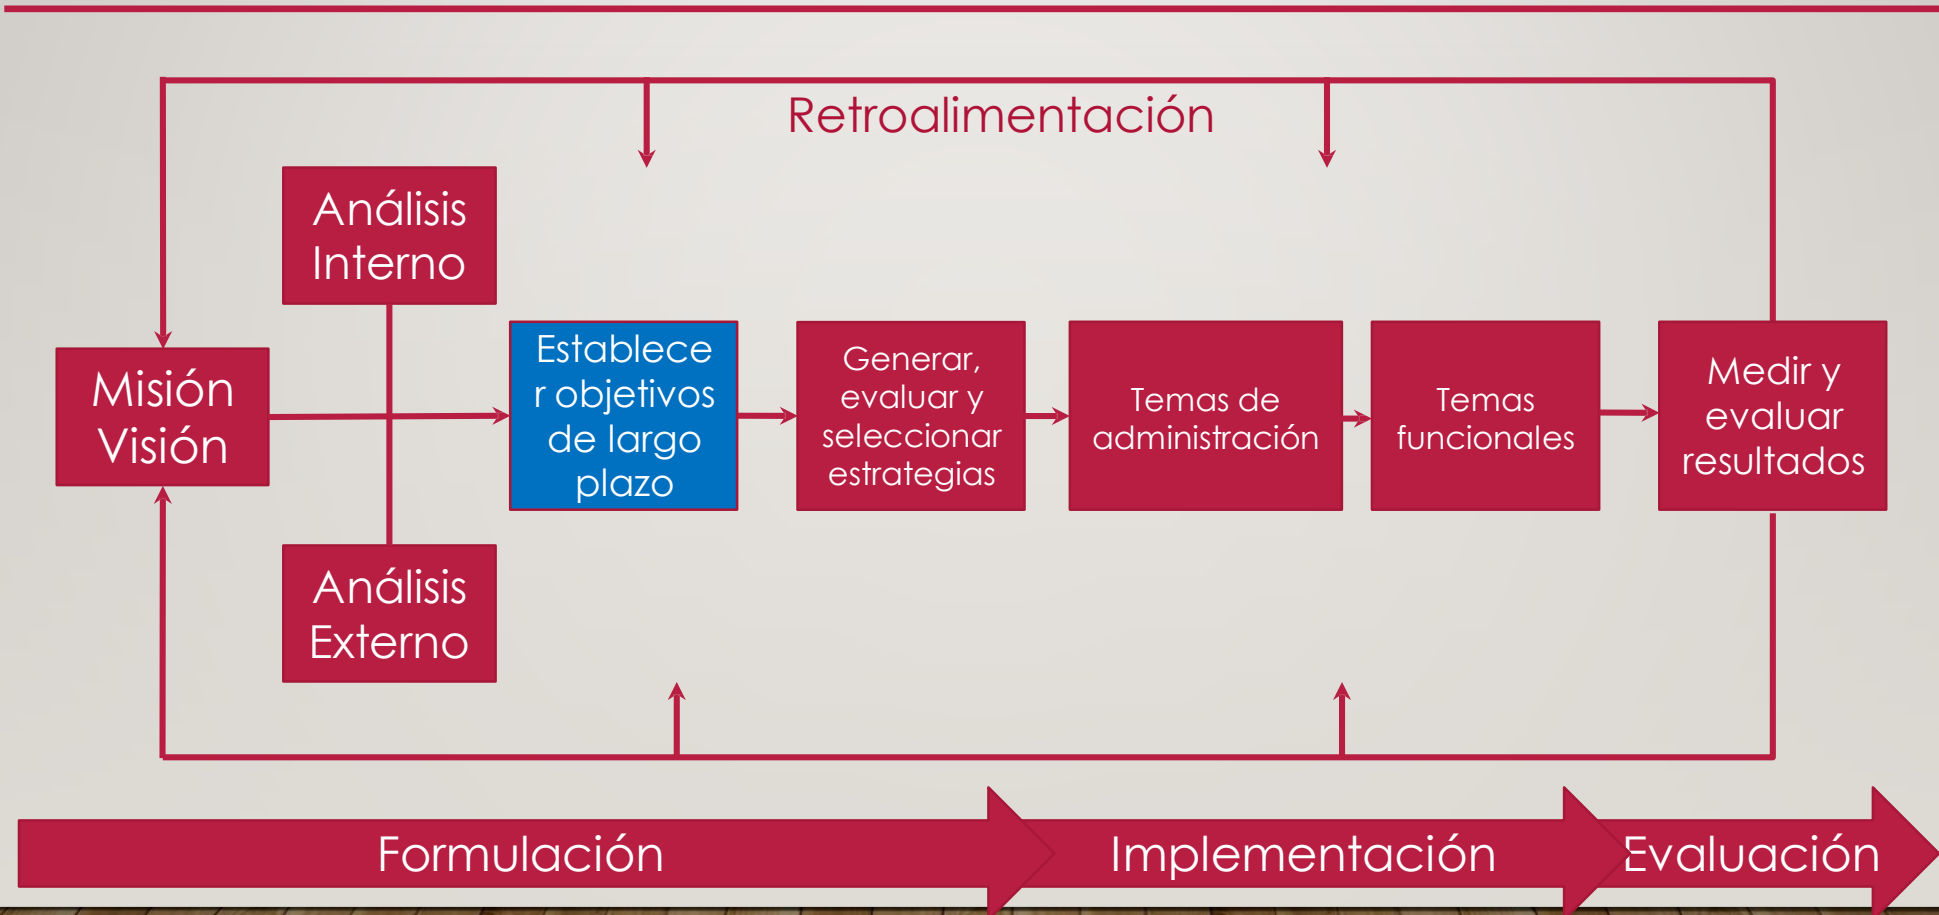 Retroalimentación
Análisis
Interno
Misión
Visión
Análisis
Externo
Establece
r objetivos
de largo
plazo
Generar,
evaluar y
seleccionar
estrategias
Temas de
administración
Temas
funcionales
Medir y
evaluar
resultados
Formulación
Implementación
Evaluación